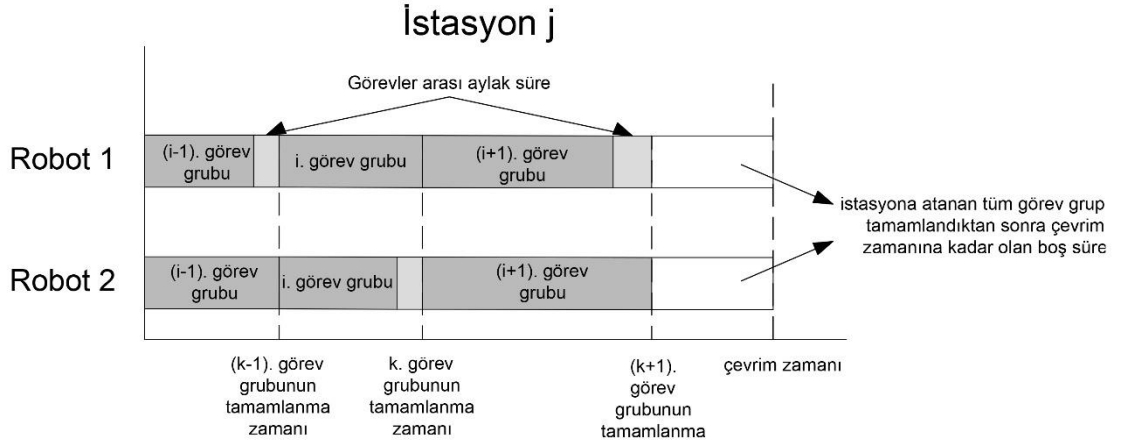 İstasyon j
Görevler arası aylak süre
Robot 1
(i-1). görev
grubu
i. görev grubu
(i+1). görev
grubu
istasyona atanan tüm görev grup
tamamlandıktan sonra çevrim
zamanına kadar olan boş süre
Robot 2
(i-1). görev
grubu
i. görev grubu
(i+1). görev
grubu
(k-1). görev
grubunun
tamamlanma
zamanı
k. görev
grubunun
tamamlanma
zamanı
(k+1).
görev
grubunun
tamamlanma
çevrim zamanı